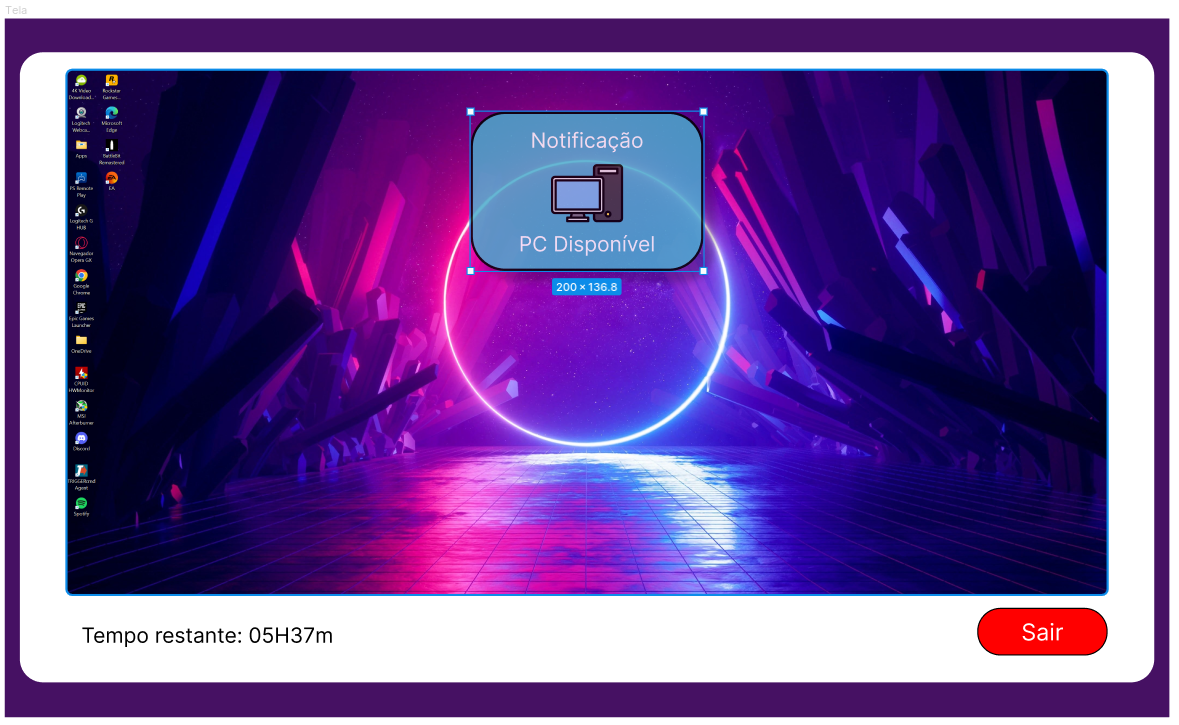 Tela
4K Video
Download...
Rockstar
Games...
Logitech
Webca...
Microsoft
Edge
Apps
BattleBit
Remastered
PS Remote
Play
EA
Logitech G
HUB
Navegador
Opera GX
Google
Chrome
EPIC
Epic Games
Launcher
OneDrive
CPUID
HWMonitor
MSI
Afterburner
Discord
TRIGGERcmd
Agent
Spotify
Notificação
PC Disponível
200 × 136.8
Tempo restante: 05H37m
Sair